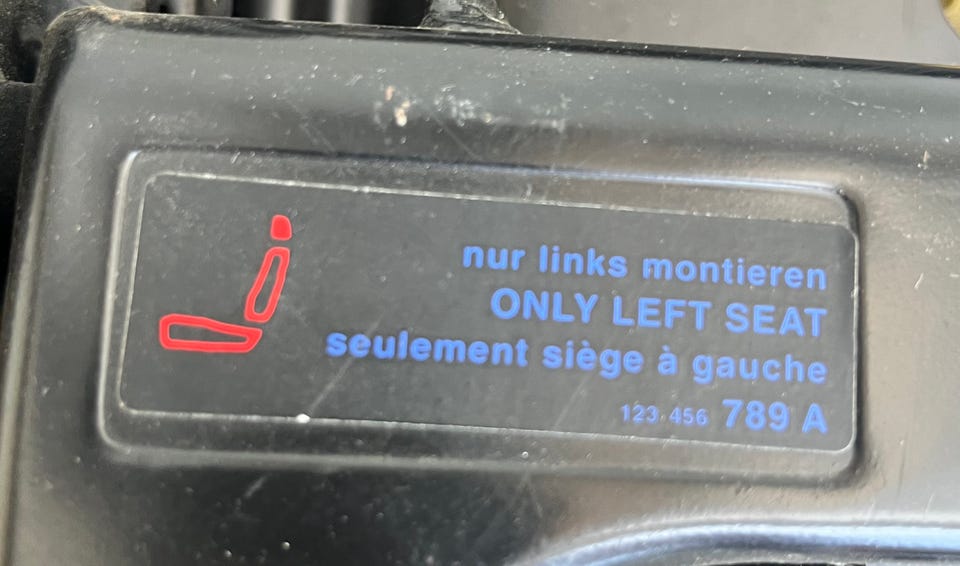 nur links montieren
ONLY LEFT SEAT
seulement siège à gauche
123 456 789 A